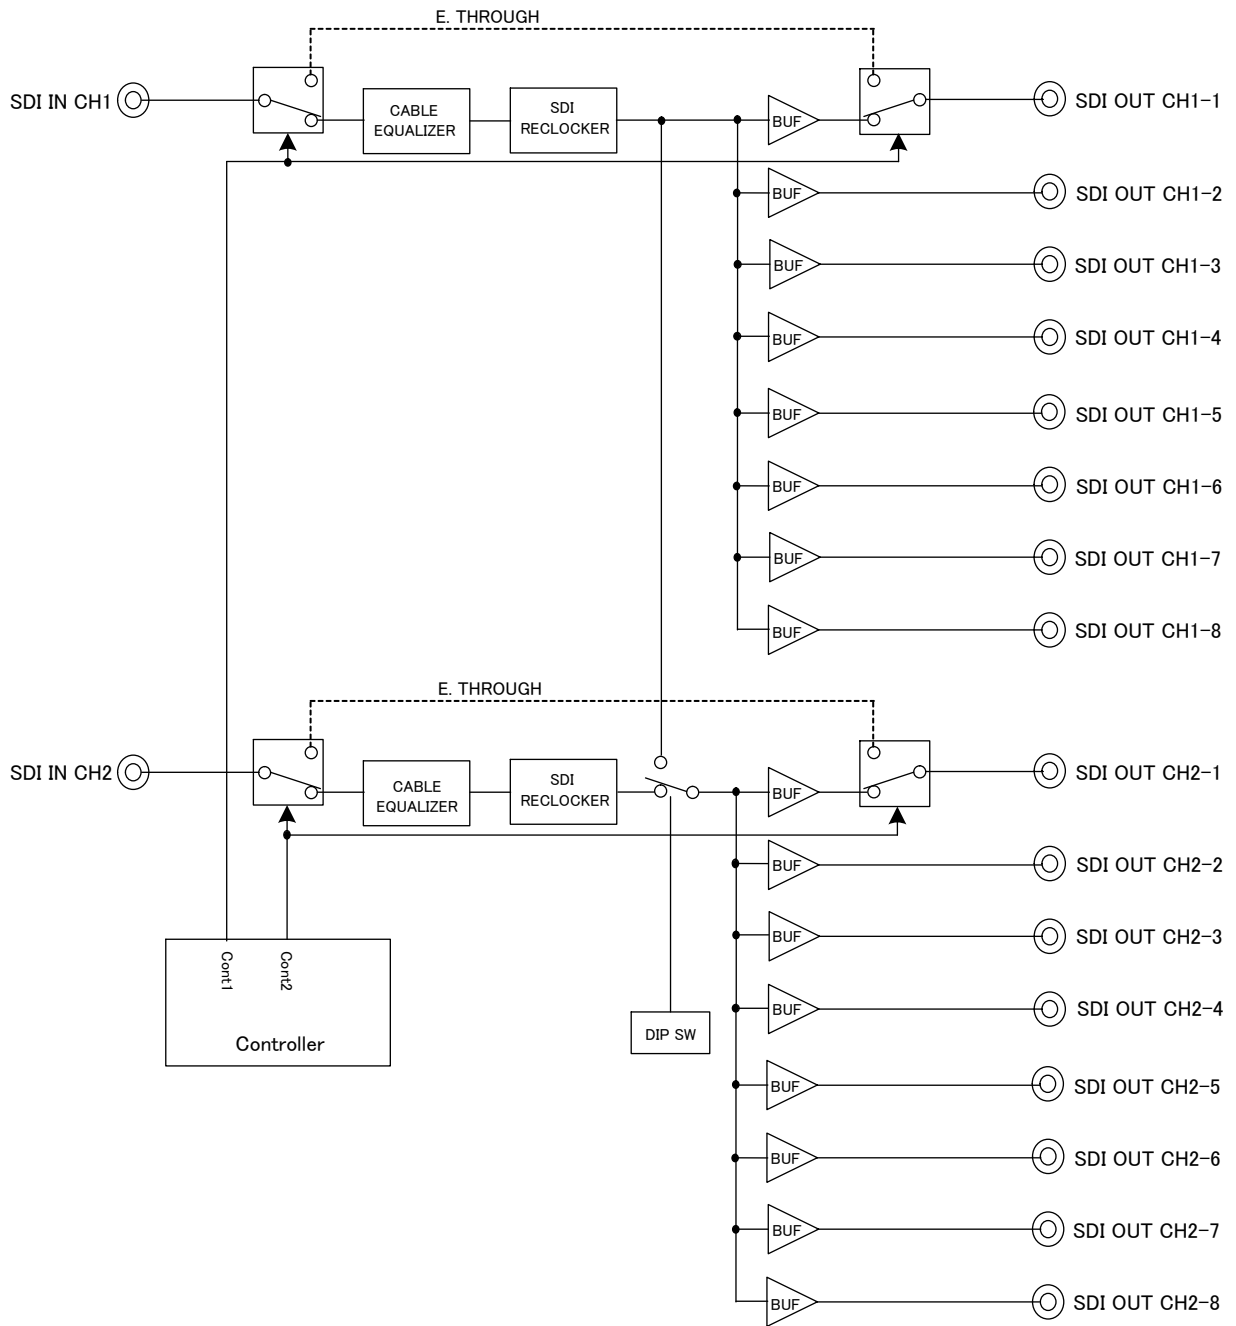 E. THROUGH
SDI IN CH1
CABLE
EQUALIZER
SDI
RECLOCKER
BUF
SDI OUT CH1-1
BUF
SDI OUT CH1-2
BUF
SDI OUT CH1-3
BUF
SDI OUT CH1-4
BUF
SDI OUT CH1-5
BUF
SDI OUT CH1-6
BUF
SDI OUT CH1-7
BUF
SDI OUT CH1-8
E. THROUGH
SDI IN CH2
CABLE
EQUALIZER
SDI
RECLOCKER
BUF
SDI OUT CH2-1
BUF
SDI OUT CH2-2
BUF
SDI OUT CH2-3
Cont1
Cont2
Controller
DIP SW
BUF
SDI OUT CH2-4
BUF
SDI OUT CH2-5
BUF
SDI OUT CH2-6
BUF
SDI OUT CH2-7
BUF
SDI OUT CH2-8